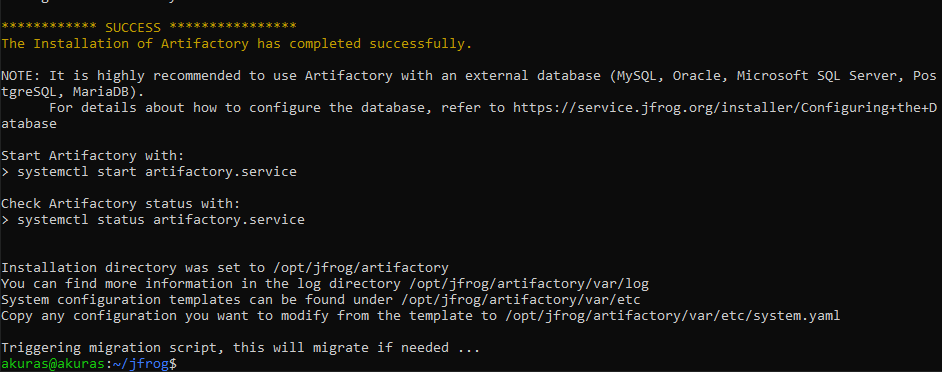 ************ SUCCESS ****************
The Installation of Artifactory has completed successfully.
NOTE: It is highly recommended to use Artifactory with an external database (MySQL, Oracle, Microsoft SQL Server, Pos
tgreSQL, MariaDB).
      For details about how to configure the database, refer to https://service.jfrog.org/installer/Configuring+the+D
atabase
Start Artifactory with:
> systemctl start artifactory.service
Check Artifactory status with:
> systemctl status artifactory.service
Installation directory was set to /opt/jfrog/artifactory
You can find more information in the log directory /opt/jfrog/artifactory/var/log
System configuration templates can be found under /opt/jfrog/artifactory/var/etc
Copy any configuration you want to modify from the template to /opt/jfrog/artifactory/var/etc/system.yaml
Triggering migration script, this will migrate if needed ...
akuras@akuras:~/jfrog$